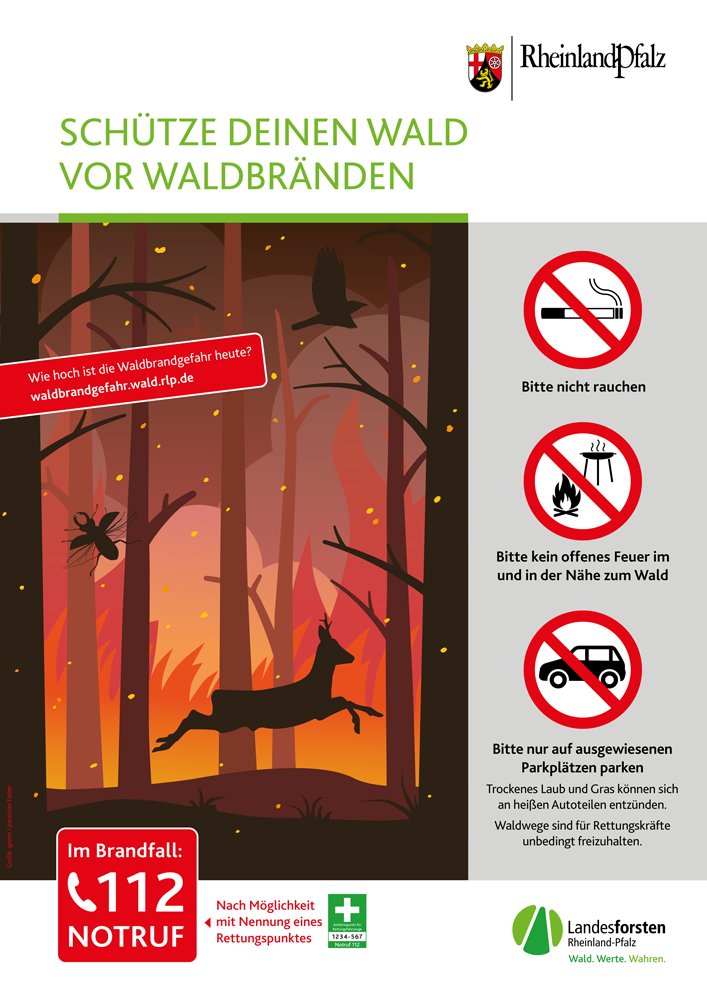 RheinlandPfalz
SCHÜTZE DEINEN WALD
VOR WALDBRÄNDEN
Wie hoch ist die Waldbrandgefahr heute?
waldbrandgefahr.wald.rlp.de
Bitte nicht rauchen
Bitte kein offenes Feuer im
und in der Nähe zum Wald
Bitte nur auf ausgewiesenen
Parkplätzen parken
Trockenes Laub und Gras können sich
an heißen Autoteilen entzünden.
Waldwege sind für Rettungskräfte
unbedingt freizuhalten.
Im Brandfall:
112
NOTRUF
Nach Möglichkeit
mit Nennung eines
Rettungspunktes
Anfahrtspunkt für
Rettungsfahrzeuge
1234-567
Notruf 112
Landesforsten
Rheinland-Pfalz
Wald. Werte. Wahren.